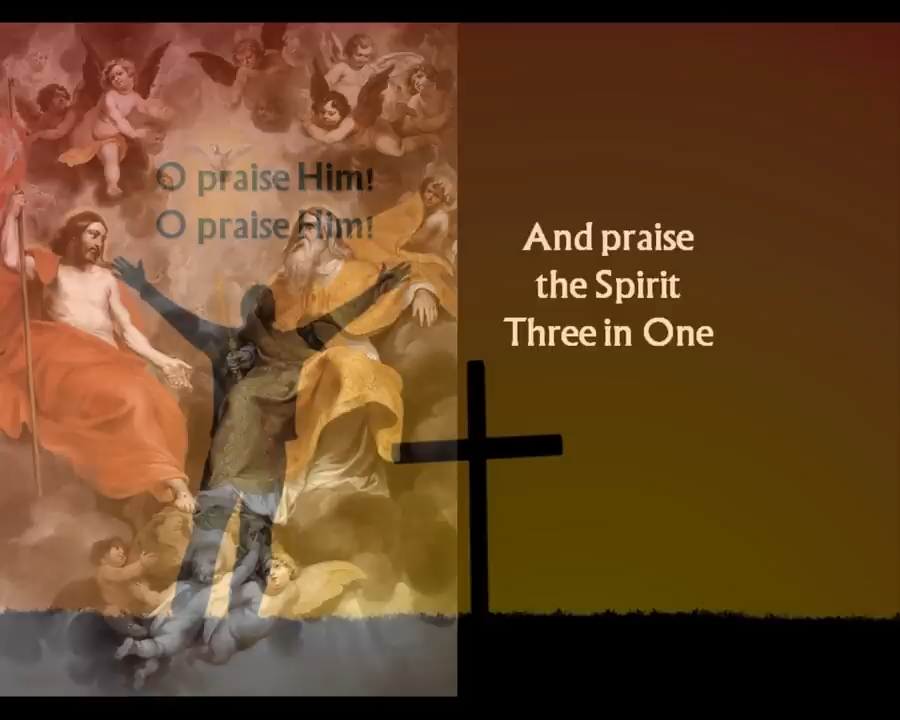 O praise Him!
O praise Him!
And praise
the Spirit
Three in One